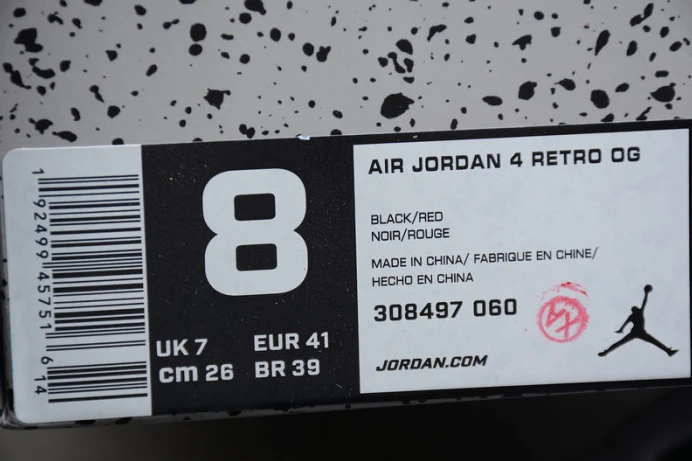 1 92499 45751 6 14
8
UK 7 EUR 41
cm 26 BR 39
AIR JORDAN 4 RETRO OG
BLACK/RED
NOIR/ROUGE
MADE IN CHINA/ FABRIQUE EN CHINE/
HECHO EN CHINA
308497 060
JORDAN.COM